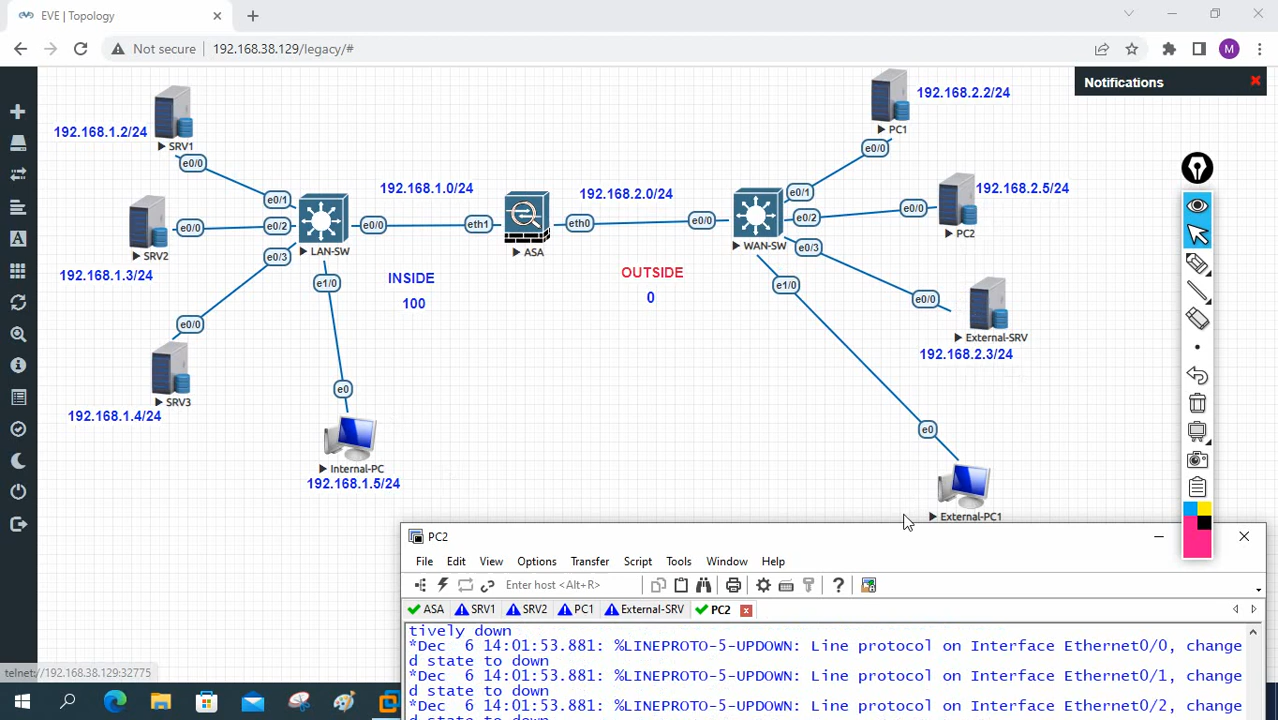 EVE | Topology
Not secure
192.168.38.129/legacy/#
M
Notifications
192.168.1.2/24
SRV1
e0/0
192.168.2.2/24
PC1
e0/0
192.168.1.0/24
192.168.2.0/24
192.168.2.5/24
e0/1
e0/1
SRV2
e0/0
e0/2
LAN-SW
e0/0
eth1
ASA
eth0
e0/0
WAN-SW
e0/2
e0/0
PC2
192.168.1.3/24
e0/3
e0/3
e1/0
INSIDE
100
OUTSIDE
0
e1/0
e0/0
External-SRV
192.168.2.3/24
e0/0
SRV3
192.168.1.4/24
e0
Internal-PC
192.168.1.5/24
e0
External-PC1
PC2
File Edit View Options Transfer Script Tools Window Help
Enter host <Alt+R>
ASA SRV1 SRV2 PC1 External-SRV PC2
tively down
*Dec  6 14:01:53.881: %LINEPROTO-5-UPDOWN: Line protocol on Interface Ethernet0/0, change
d state to down
*Dec  6 14:01:53.881: %LINEPROTO-5-UPDOWN: Line protocol on Interface Ethernet0/1, change
d state to down
*Dec  6 14:01:53.881: %LINEPROTO-5-UPDOWN: Line protocol on Interface Ethernet0/2, change
d state to down
telnet://192.168.38.129:32775